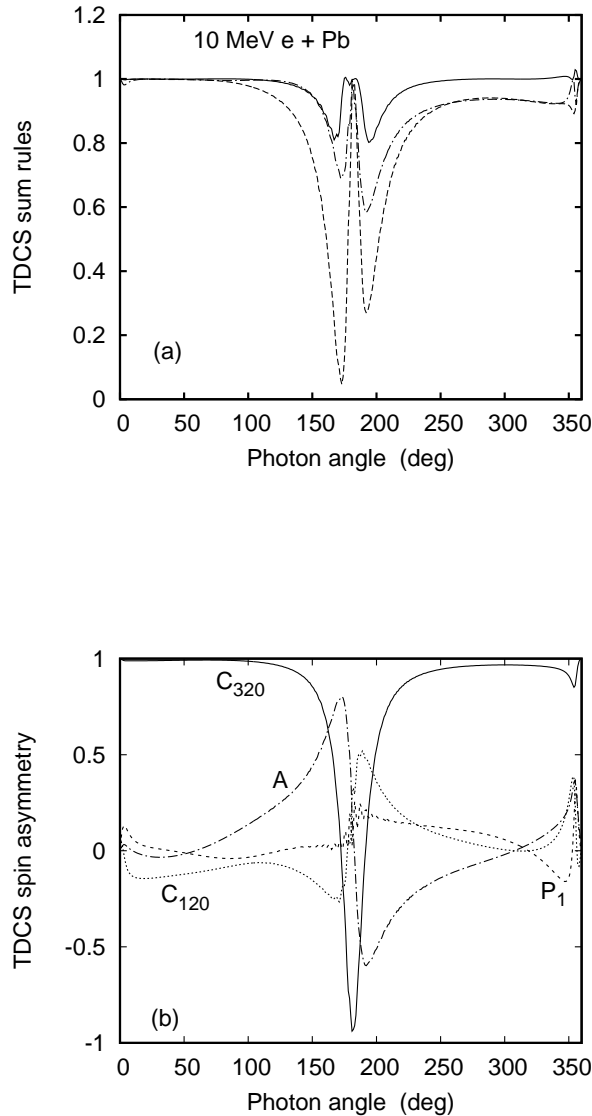 10 MeV e + Pb
TDCS sum rules
1.2
1
0.8
0.6
0.4
0.2
0
(a)
0 50 100 150 200 250 300 350
Photon angle (deg)
TDCS spin asymmetry
1
0.5
0
-0.5
-1
C320
A
C120
P1
(b)
0 50 100 150 200 250 300 350
Photon angle (deg)